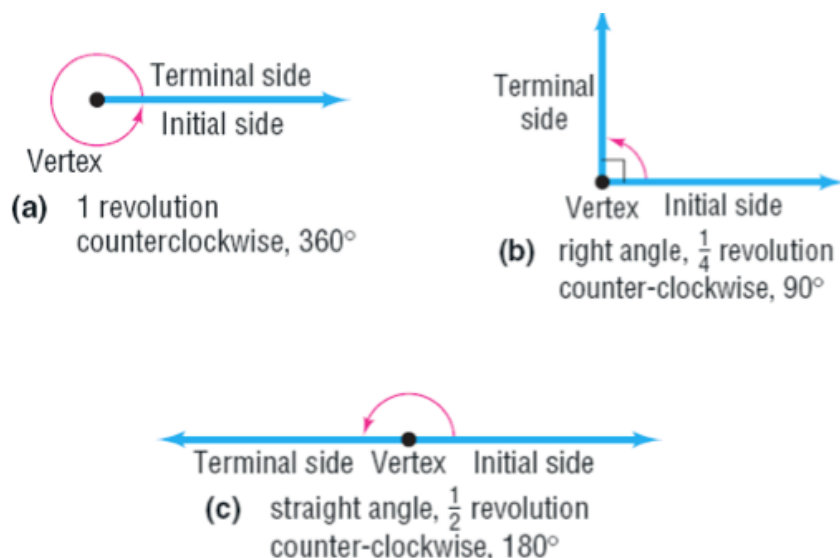 Terminal side
Initial side
Vertex
(a) 1 revolution
counterclockwise, 360°
Terminal
side
Vertex Initial side
(b) right angle, 1/4 revolution
counter-clockwise, 90°
Terminal side Vertex Initial side
(c) straight angle, 1/2 revolution
counter-clockwise, 180°